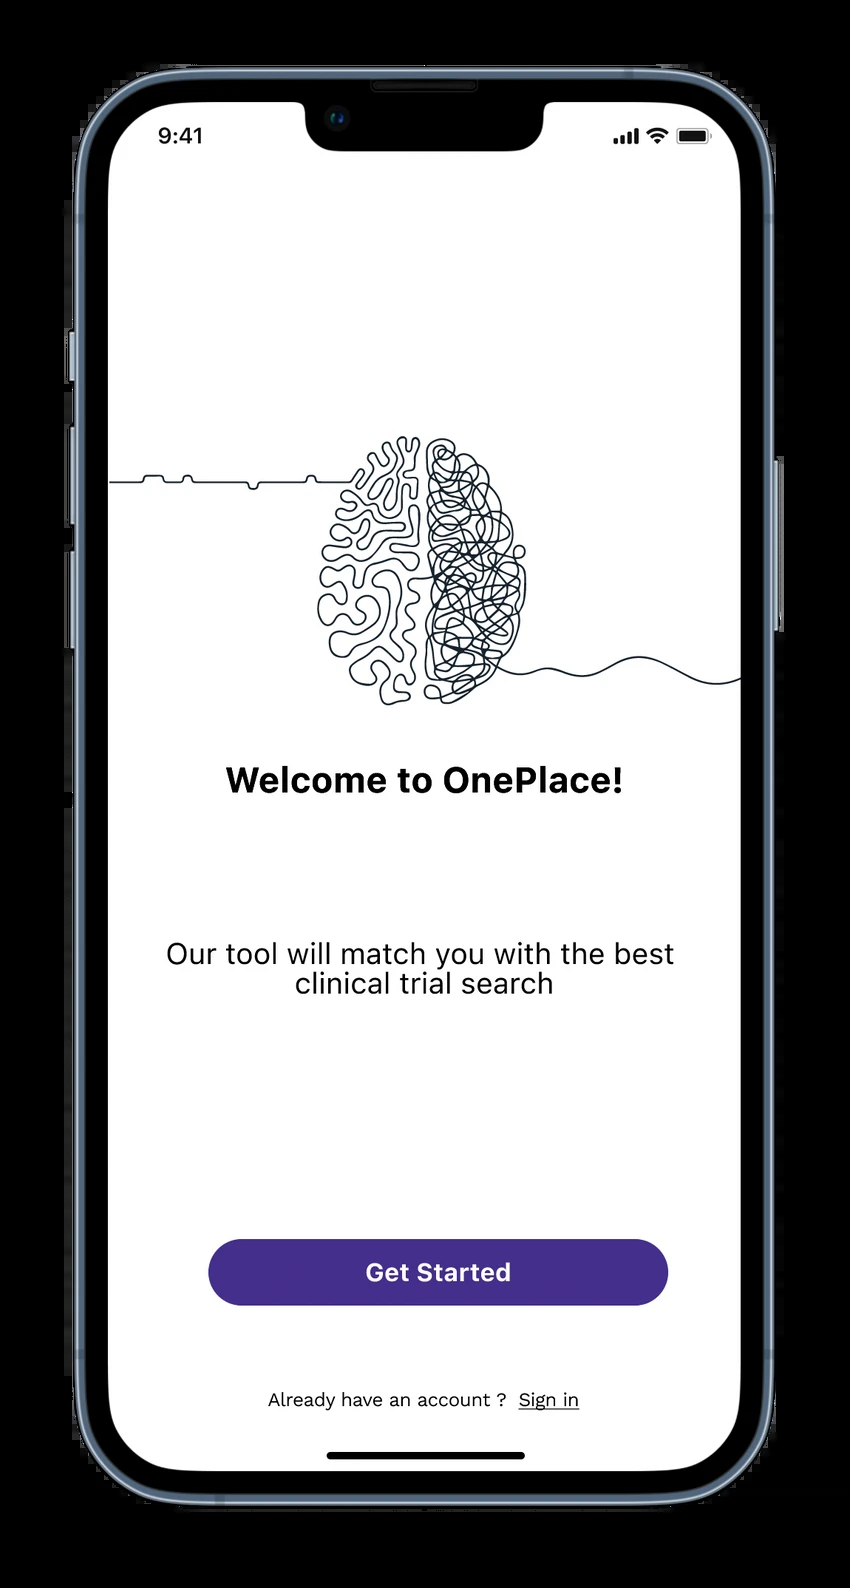 9:41
Welcome to OnePlace!
Our tool will match you with the best
clinical trial search
Get Started
Already have an account ? Sign in